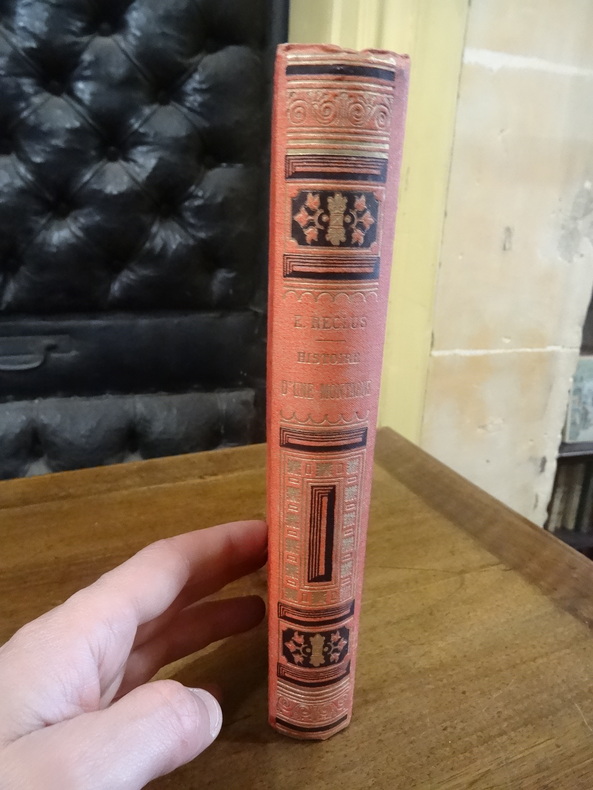 E. RECLUS
HISTOIRE
D'UNE MONTAGNE